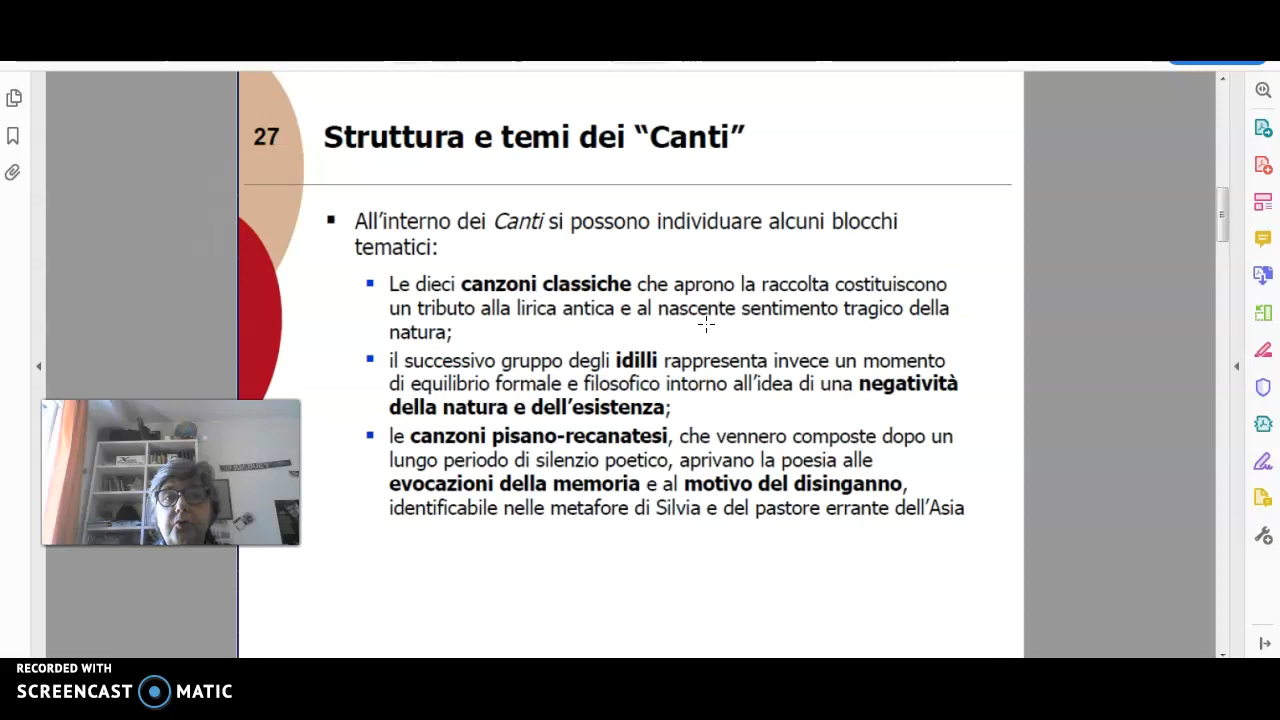 27
Struttura e temi dei “Canti”
▪ All’interno dei Canti si possono individuare alcuni blocchi
tematici:
▪ Le dieci canzoni classiche che aprono la raccolta costituiscono
un tributo alla lirica antica e al nascente sentimento tragico della
natura;
▪ il successivo gruppo degli idilli rappresenta invece un momento
di equilibrio formale e filosofico intorno all’idea di una negatività
della natura e dell’esistenza;
▪ le canzoni pisano-recanatesi, che vennero composte dopo un
lungo periodo di silenzio poetico, aprivano la poesia alle
evocazioni della memoria e al motivo del disinganno,
identificabile nelle metafore di Silvia e del pastore errante dell’Asia
RECORDED WITH
SCREENCAST MATIC